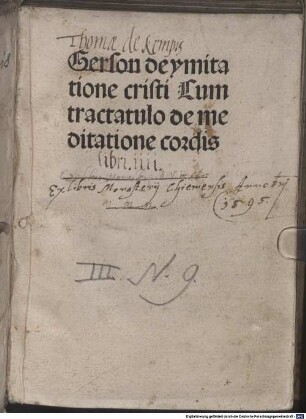 Thomæ de Kempis
Gerson de ymita
tione cristi Cum
tractatulo de me
ditatione cordis
libri. iiii.
Ex libris Monasterij Chiemensis Anno
1595
III. N. 9.